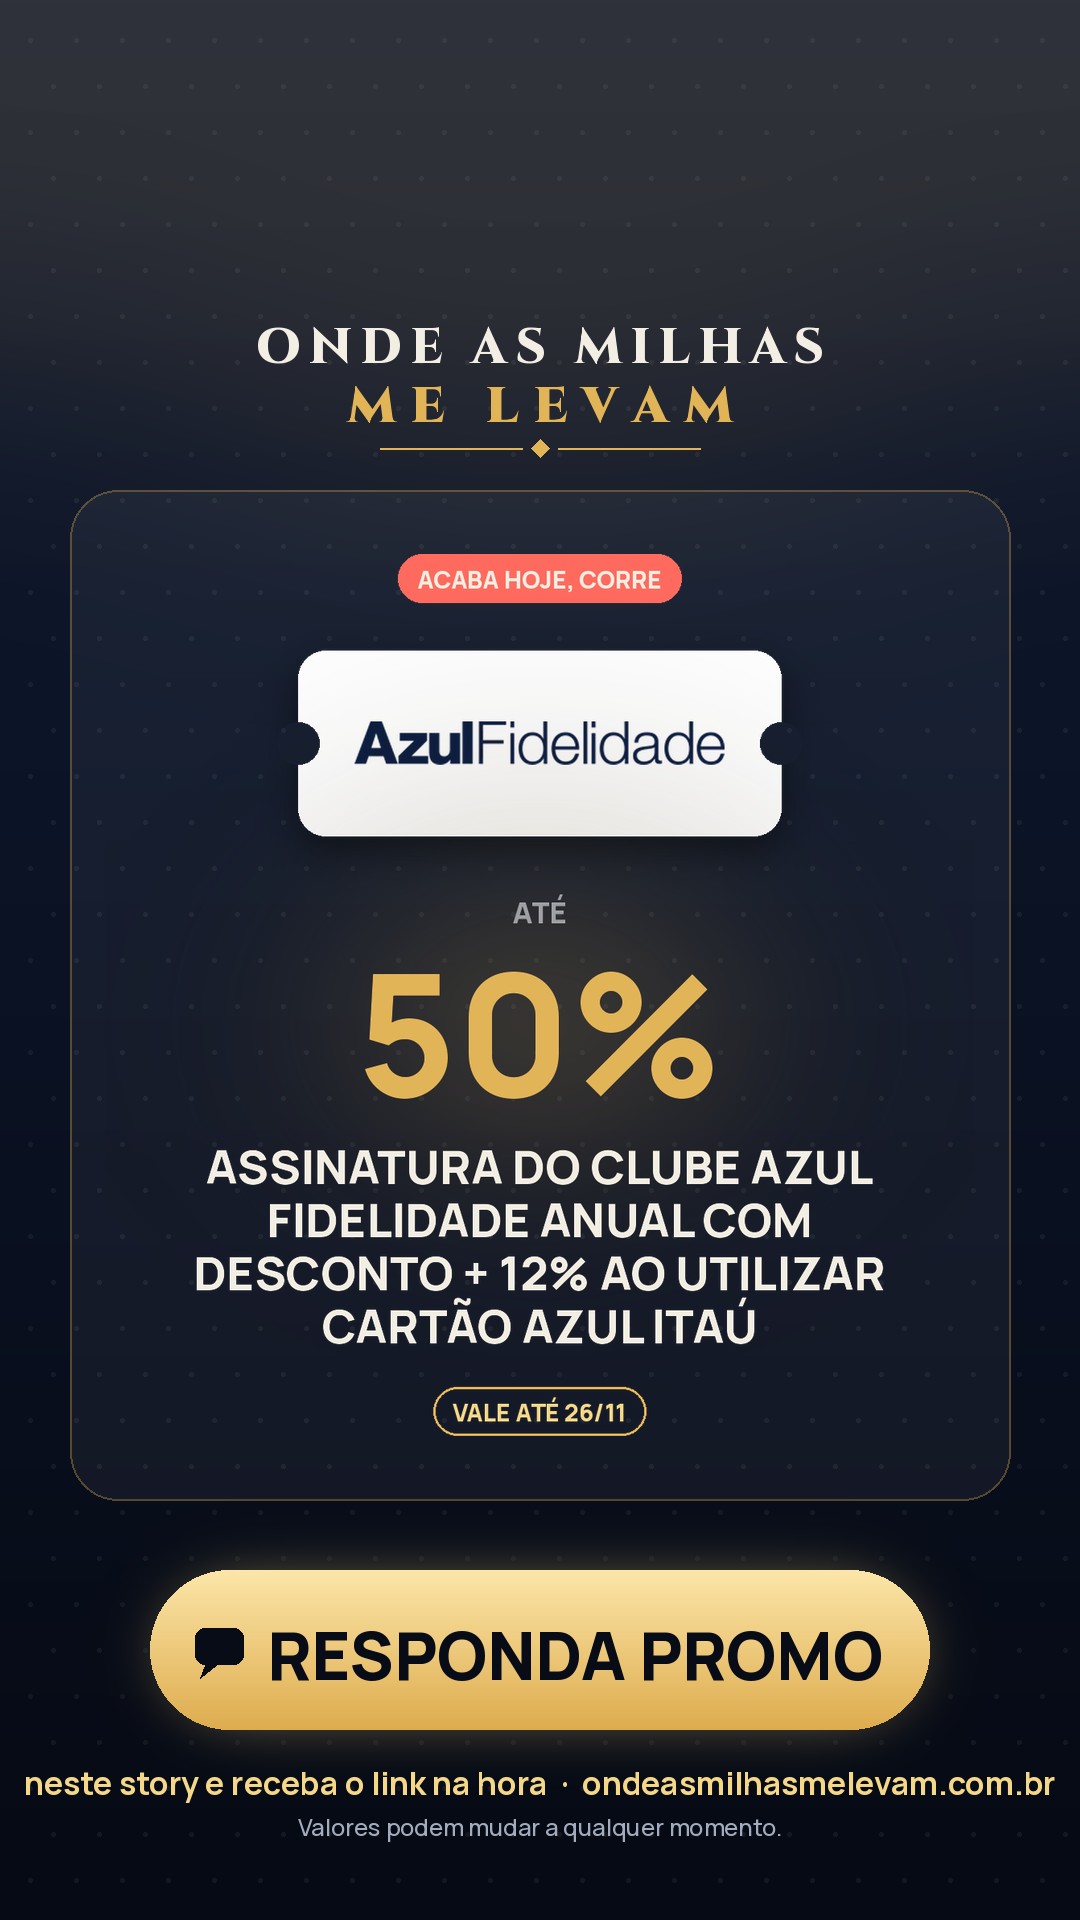 ONDE AS MILHAS
ME LEVAM
ACABA HOJE, CORRE
AzulFidelidade
ATÉ
50%
ASSINATURA DO CLUBE AZUL
FIDELIDADE ANUAL COM
DESCONTO + 12% AO UTILIZAR
CARTÃO AZUL ITAÚ
VALE ATÉ 26/11
RESPONDA PROMO
neste story e receba o link na hora · ondeasmilhasmelevam.com.br
Valores podem mudar a qualquer momento.